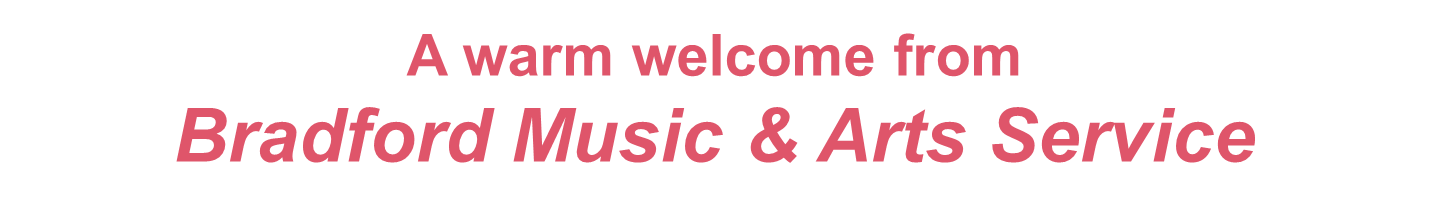 A warm welcome from
Bradford Music & Arts Service